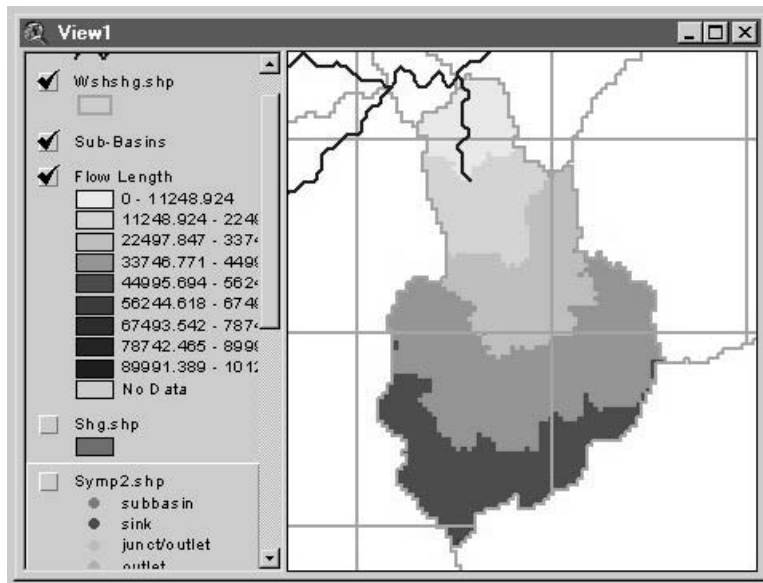 View1
Wshshg.shp
Sub-Basins
Flow Length
0 - 11248.924
11248.924 - 2249
22497.847 - 3374
33746.771 - 4499
44995.694 - 5624
56244.618 - 6749
67493.542 - 7874
78742.465 - 8999
89991.389 - 1012
No Data
Shg.shp
Symp2.shp
subbasin
sink
junct/outlet
outlet